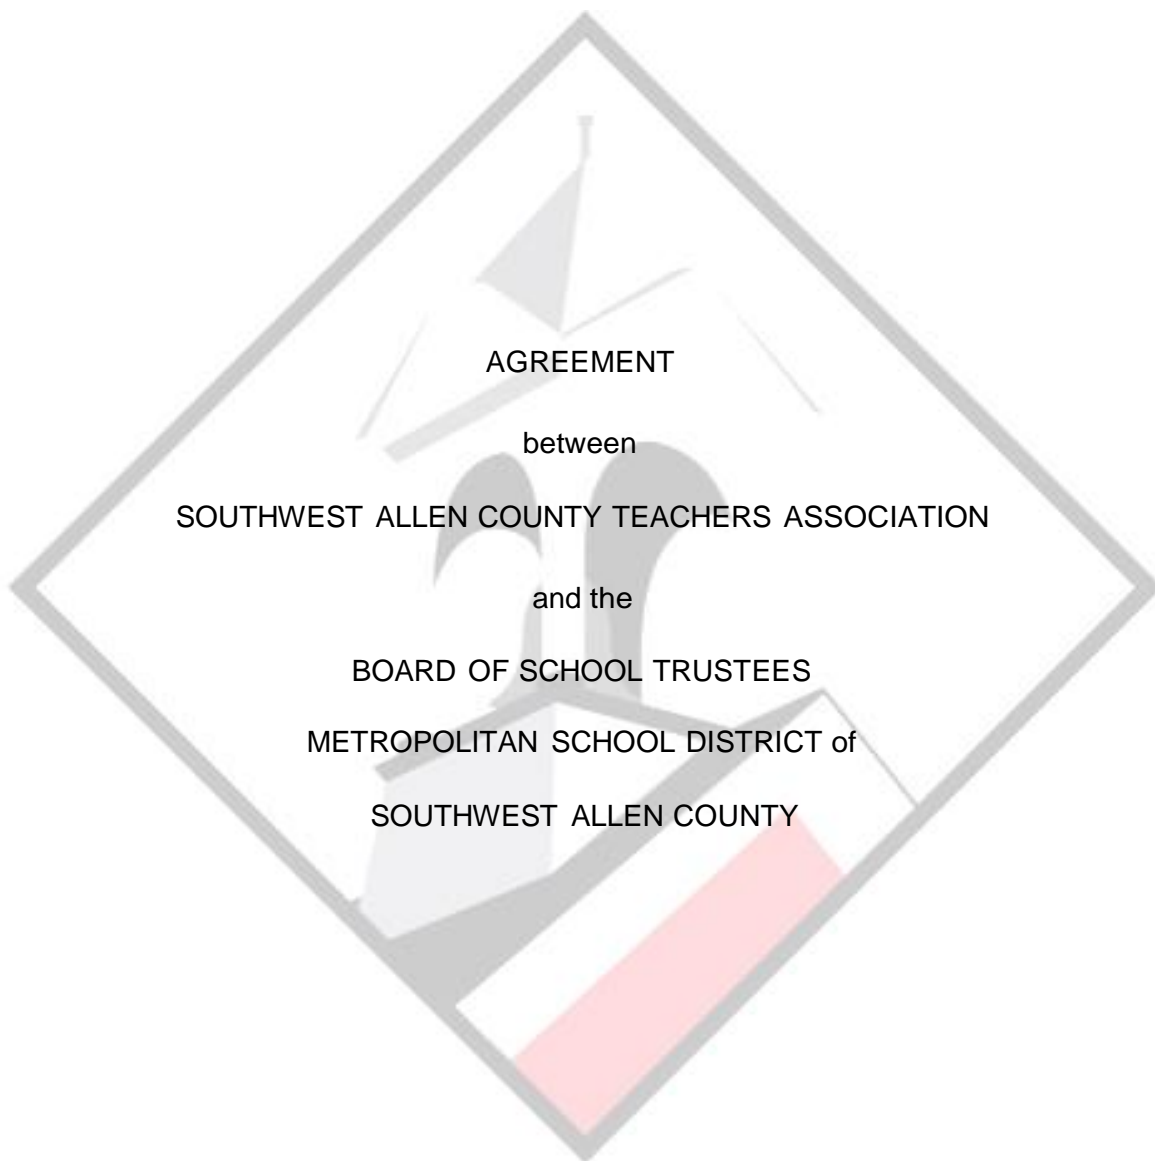 AGREEMENT
between
SOUTHWEST ALLEN COUNTY TEACHERS ASSOCIATION
and the
BOARD OF SCHOOL TRUSTEES
METROPOLITAN SCHOOL DISTRICT of
SOUTHWEST ALLEN COUNTY